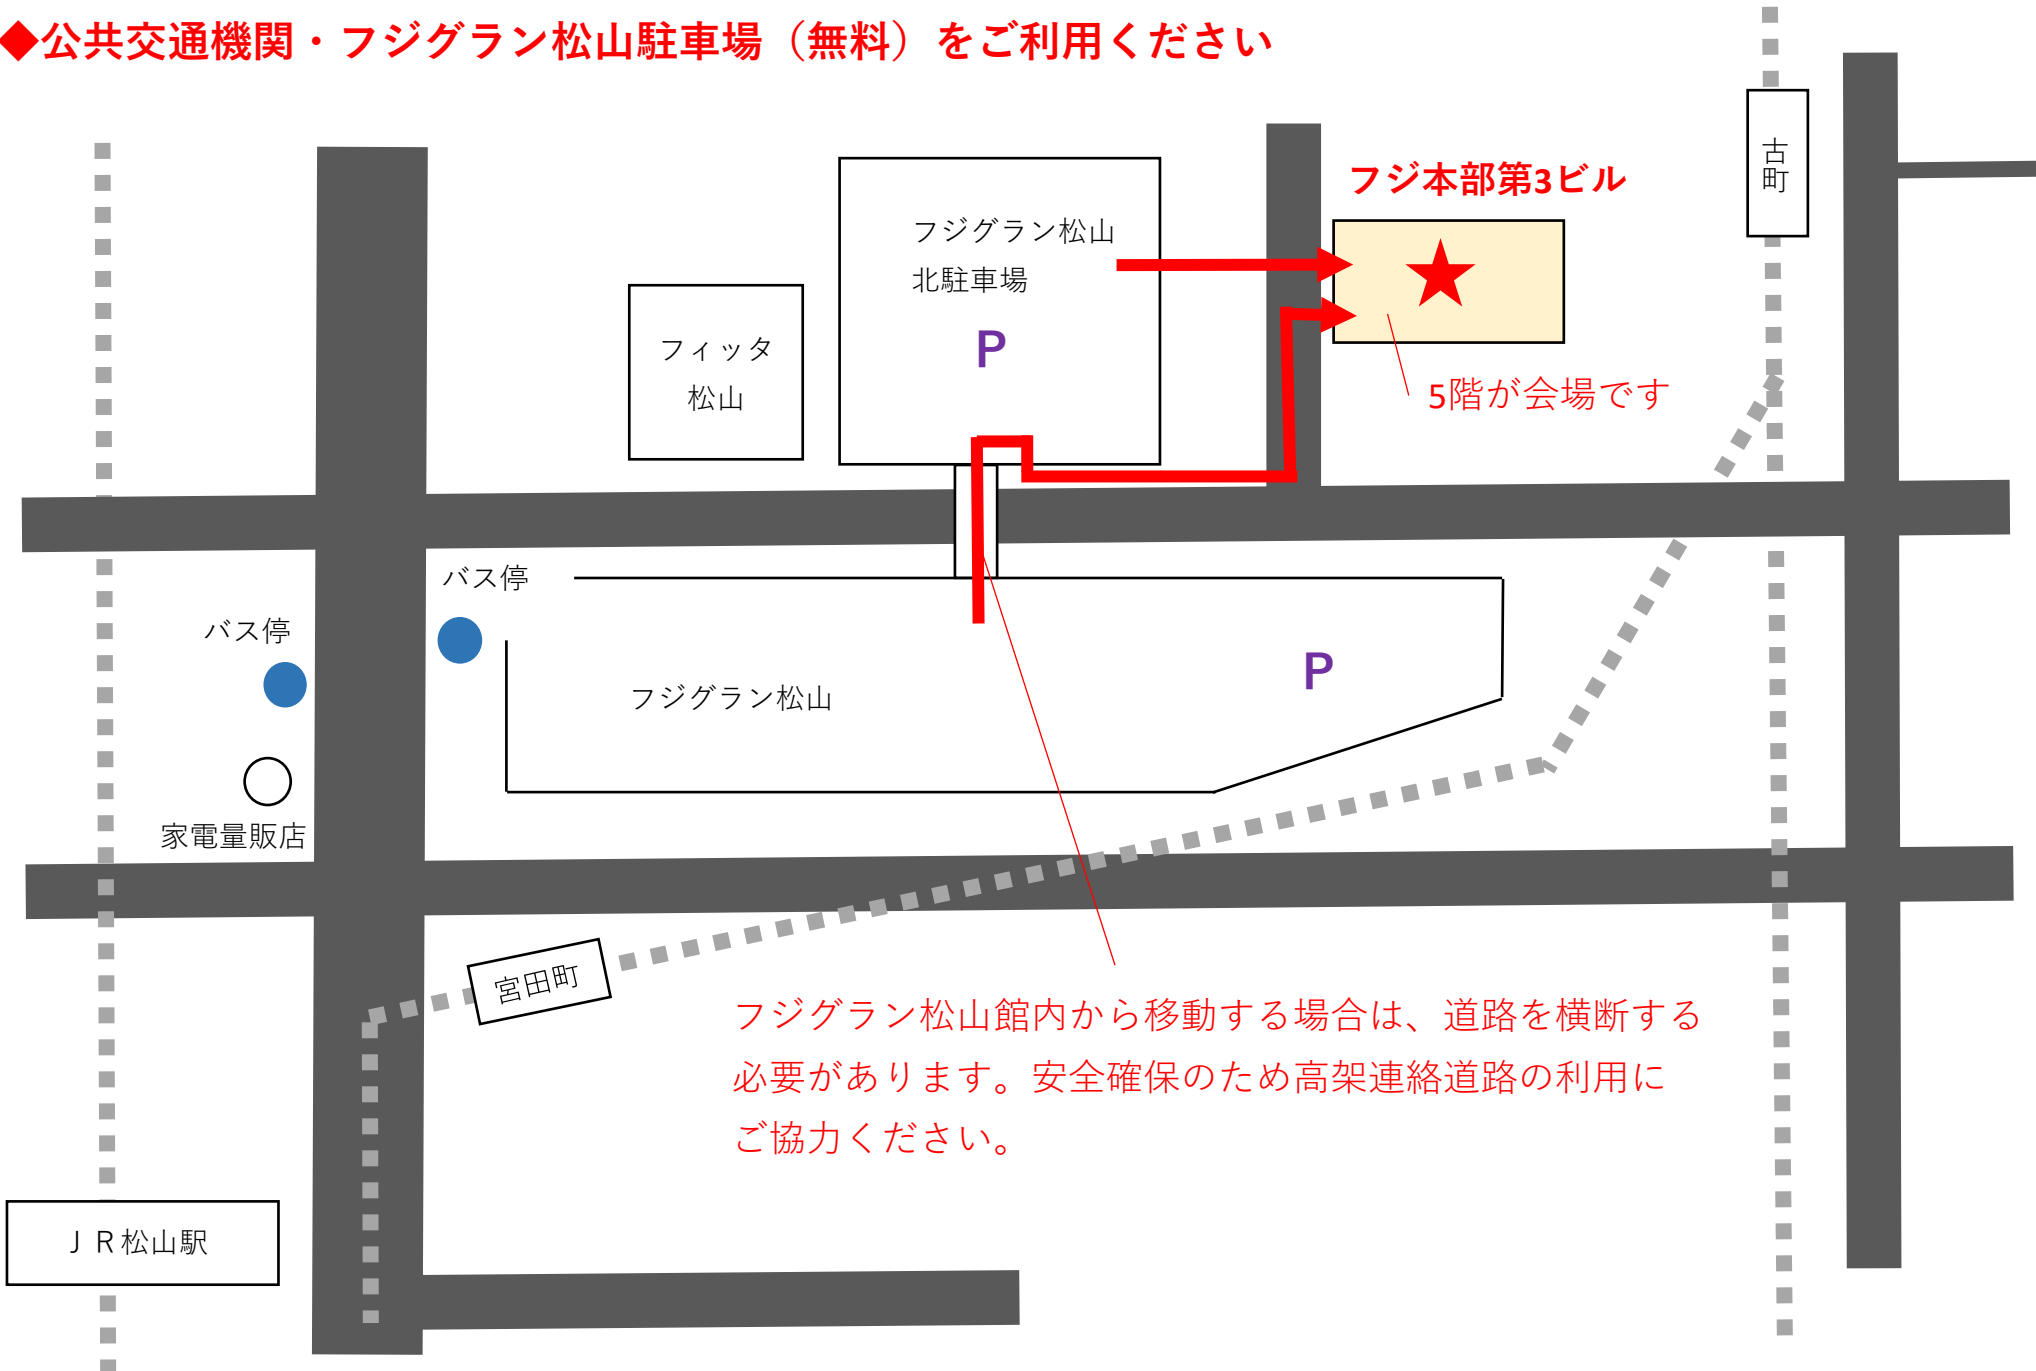 ◆公共交通機関・フジグラン松山駐車場（無料）をご利用ください
古町
フジ本部第3ビル
フジグラン松山
北駐車場
P
フィッタ
松山
5階が会場です
バス停
バス停
P
フジグラン松山
家電量販店
宮田町
フジグラン松山館内から移動する場合は、道路を横断する
必要があります。安全確保のため高架連絡道路の利用に
ご協力ください。
ＪＲ松山駅